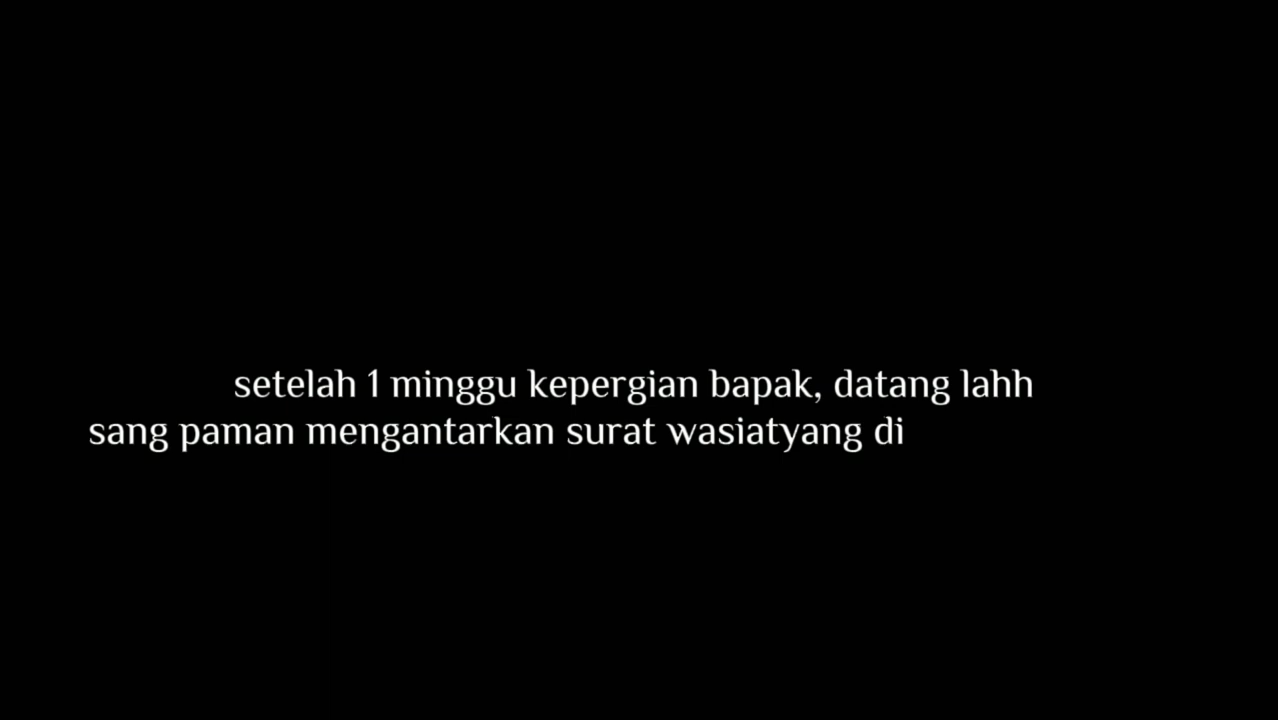 setelah 1 minggu kepergian bapak, datang lahh
sang paman mengantarkan surat wasiatyang di